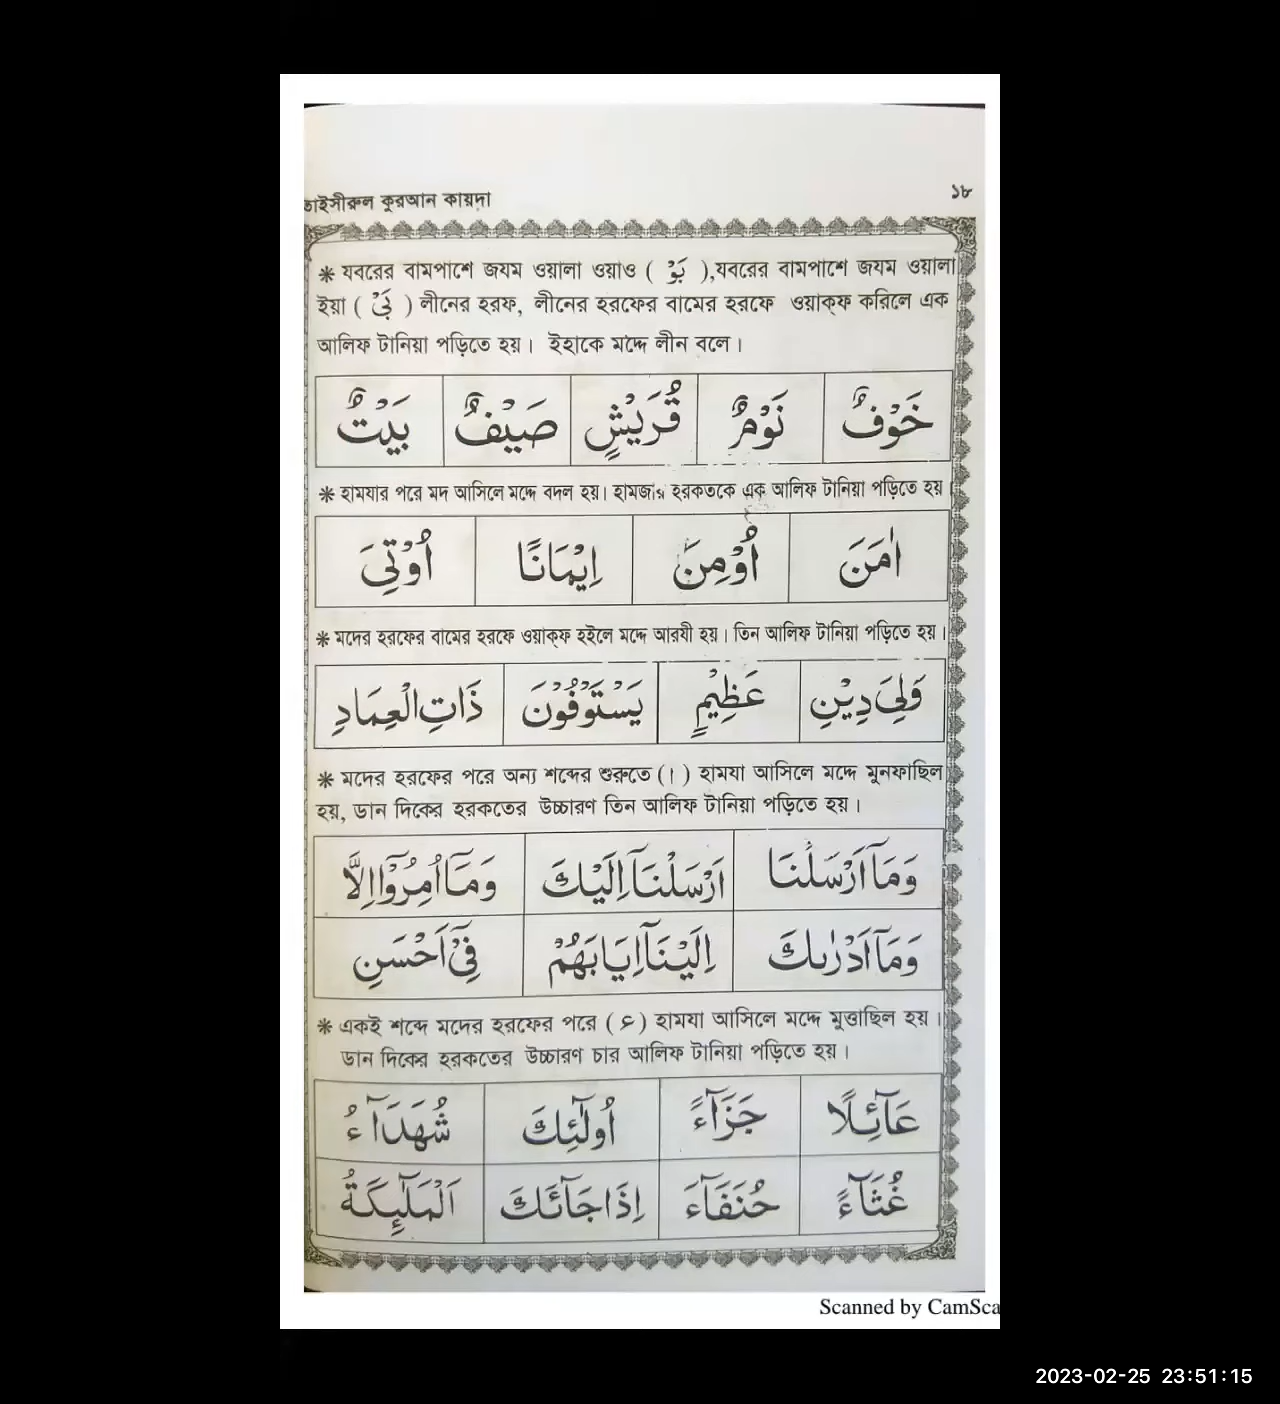 তাইসীরুল কুরআন কায়দা ১৮
* যবরের বামপাশে জযম ওয়ালা ওয়াও ( بَوْ ),যবরের বামপাশে জযম ওয়ালা
ইয়া ( بَىْ ) লীনের হরফ, লীনের হরফের বামের হরফে ওয়াক্ফ করিলে এক
আলিফ টানিয়া পড়িতে হয়। ইহাকে মদ্দে লীন বলে।
خَوْفٌ نَوْمٌ قُرَيْشٍ صَيْفٌ بَيْتٌ
* হামযার পরে মদ আসিলে মদ্দে বদল হয়। হামজার হরকতকে এক আলিফ টানিয়া পড়িতে হয়।
اٰمَنَ اُوْمِنَ اِيْمَانًا اُوْتِىَ
* মদের হরফের বামের হরফে ওয়াক্ফ হইলে মদ্দে আরযী হয়। তিন আলিফ টানিয়া পড়িতে হয়।
وَلِىَ دِيْنِ عَظِيْمٍ يَسْتَوْفُوْنَ ذَاتِ الْعِمَادِ
* মদের হরফের পরে অন্য শব্দের শুরুতে (।) হামযা আসিলে মদ্দে মুনফাছিল
হয়, ডান দিকের হরকতের উচ্চারণ তিন আলিফ টানিয়া পড়িতে হয়।
وَمَآ اَرْسَلْنَا اَرْسَلْنَآ اِلَيْكَ وَمَآ اُمِرُوْٓا اِلَّا
وَمَآ اَدْرٰىكَ اِلَيْنَآ اِيَابَهُمْ فِىْٓ اَحْسَنِ
* একই শব্দে মদের হরফের পরে (ء) হামযা আসিলে মদ্দে মুত্তাছিল হয়।
ডান দিকের হরকতের উচ্চারণ চার আলিফ টানিয়া পড়িতে হয়।
عَآئِلًا جَزَآءً اُولٰٓئِكَ شُهَدَآءُ
غُثَآءً حُنَفَآءَ اِذَا جَآئَكَ اَلْمَلٰٓئِكَةُ
Scanned by CamSca
2023-02-25 23:51:15